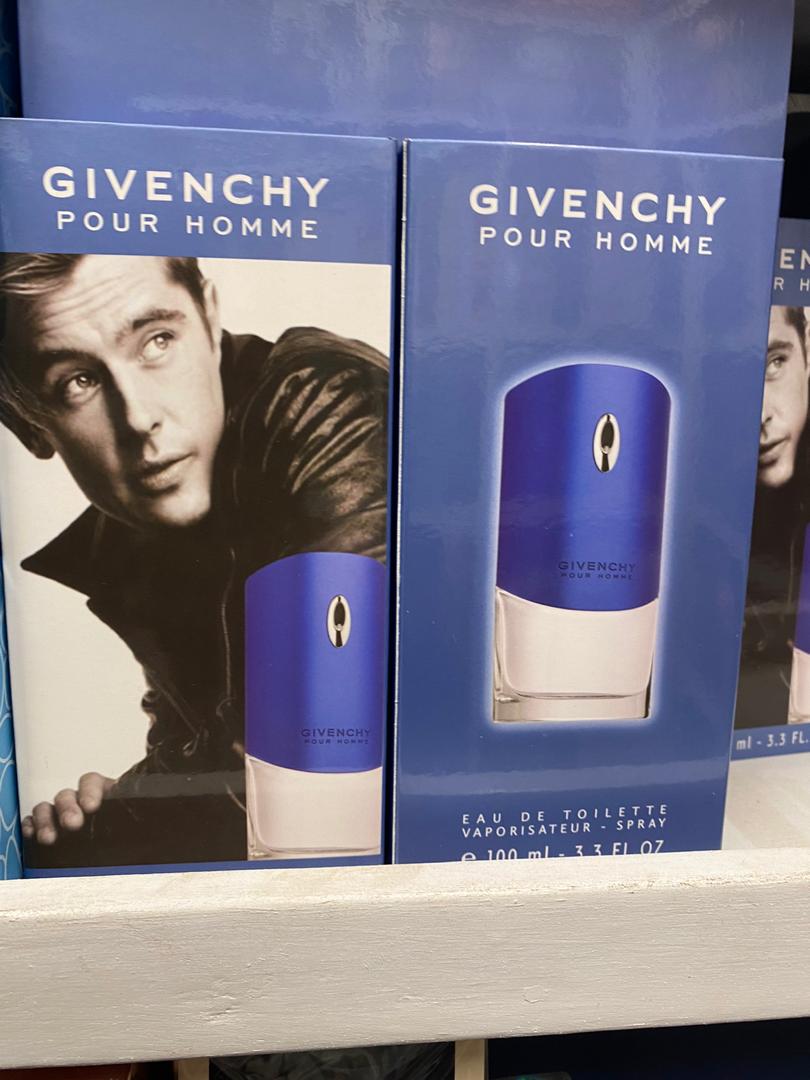 GIVENCHY
POUR HOMME
GIVENCHY
POUR HOMME
GIVENCHY
POUR HOMME
GIVENCHY
POUR HOMME
EAU DE TOILETTE
VAPORISATEUR - SPRAY
e 100 ml - 3.3 FL.OZ
EN
R H
ml - 3.3 FL.